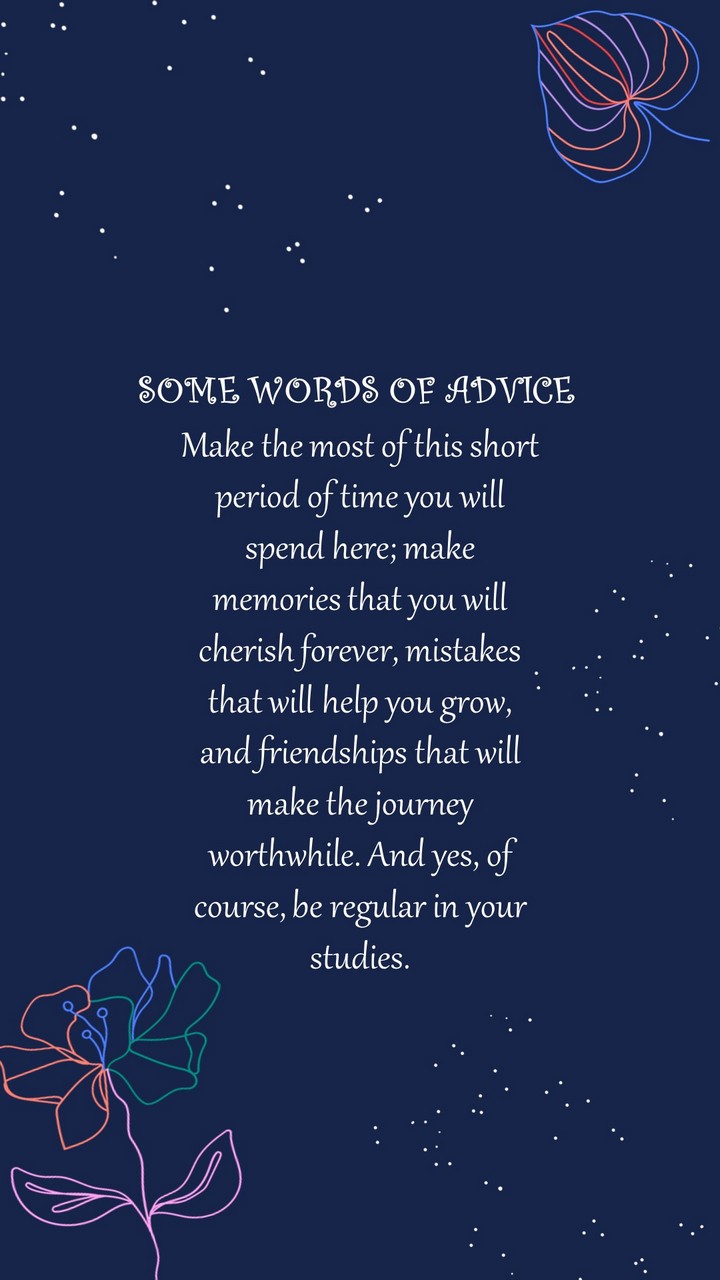 SOME WORDS OF ADVICE
Make the most of this short
period of time you will
spend here; make
memories that you will
cherish forever, mistakes
that will help you grow,
and friendships that will
make the journey
worthwhile. And yes, of
course, be regular in your
studies.